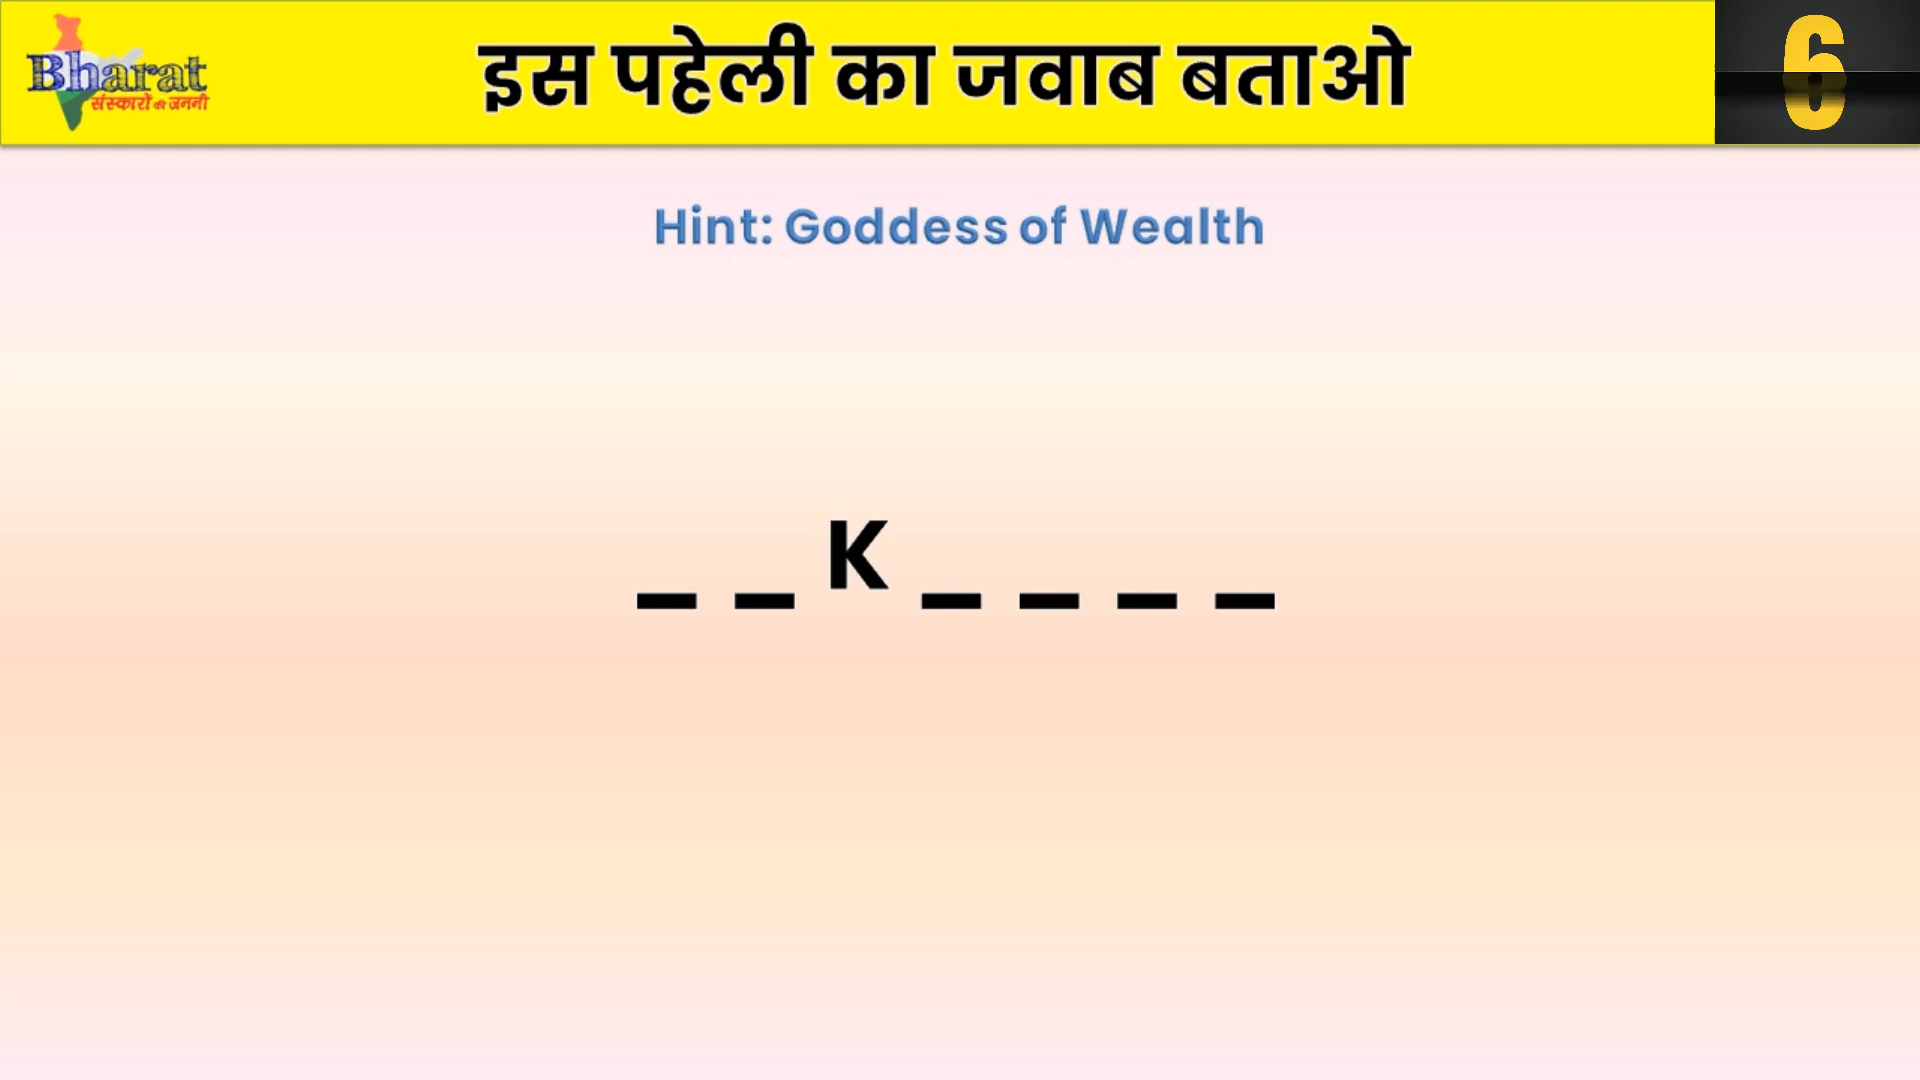 Bharat
संस्कारों की जननी
इस पहेली का जवाब बताओ
6
Hint: Goddess of Wealth
_ _ K _ _ _ _